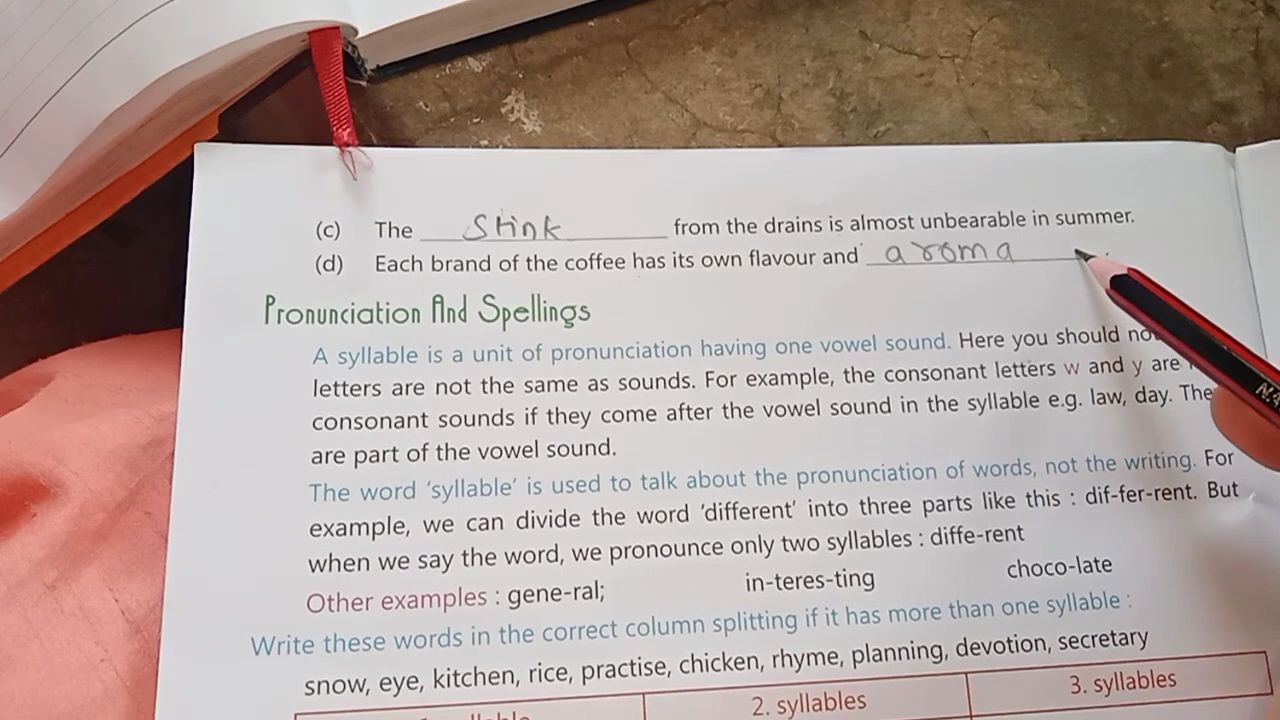 (c) The Stink from the drains is almost unbearable in summer.
(d) Each brand of the coffee has its own flavour and aroma.
Pronunciation And Spellings
A syllable is a unit of pronunciation having one vowel sound. Here you should
letters are not the same as sounds. For example, the consonant letters w and y are
consonant sounds if they come after the vowel sound in the syllable e.g. law, day.
are part of the vowel sound.
The word 'syllable' is used to talk about the pronunciation of words, not the writing. For
example, we can divide the word 'different' into three parts like this : dif-fer-rent. But
when we say the word, we pronounce only two syllables : diffe-rent
Other examples : gene-ral; in-teres-ting choco-late
Write these words in the correct column splitting if it has more than one syllable :
snow, eye, kitchen, rice, practise, chicken, rhyme, planning, devotion, secretary
2. syllables 3. syllables